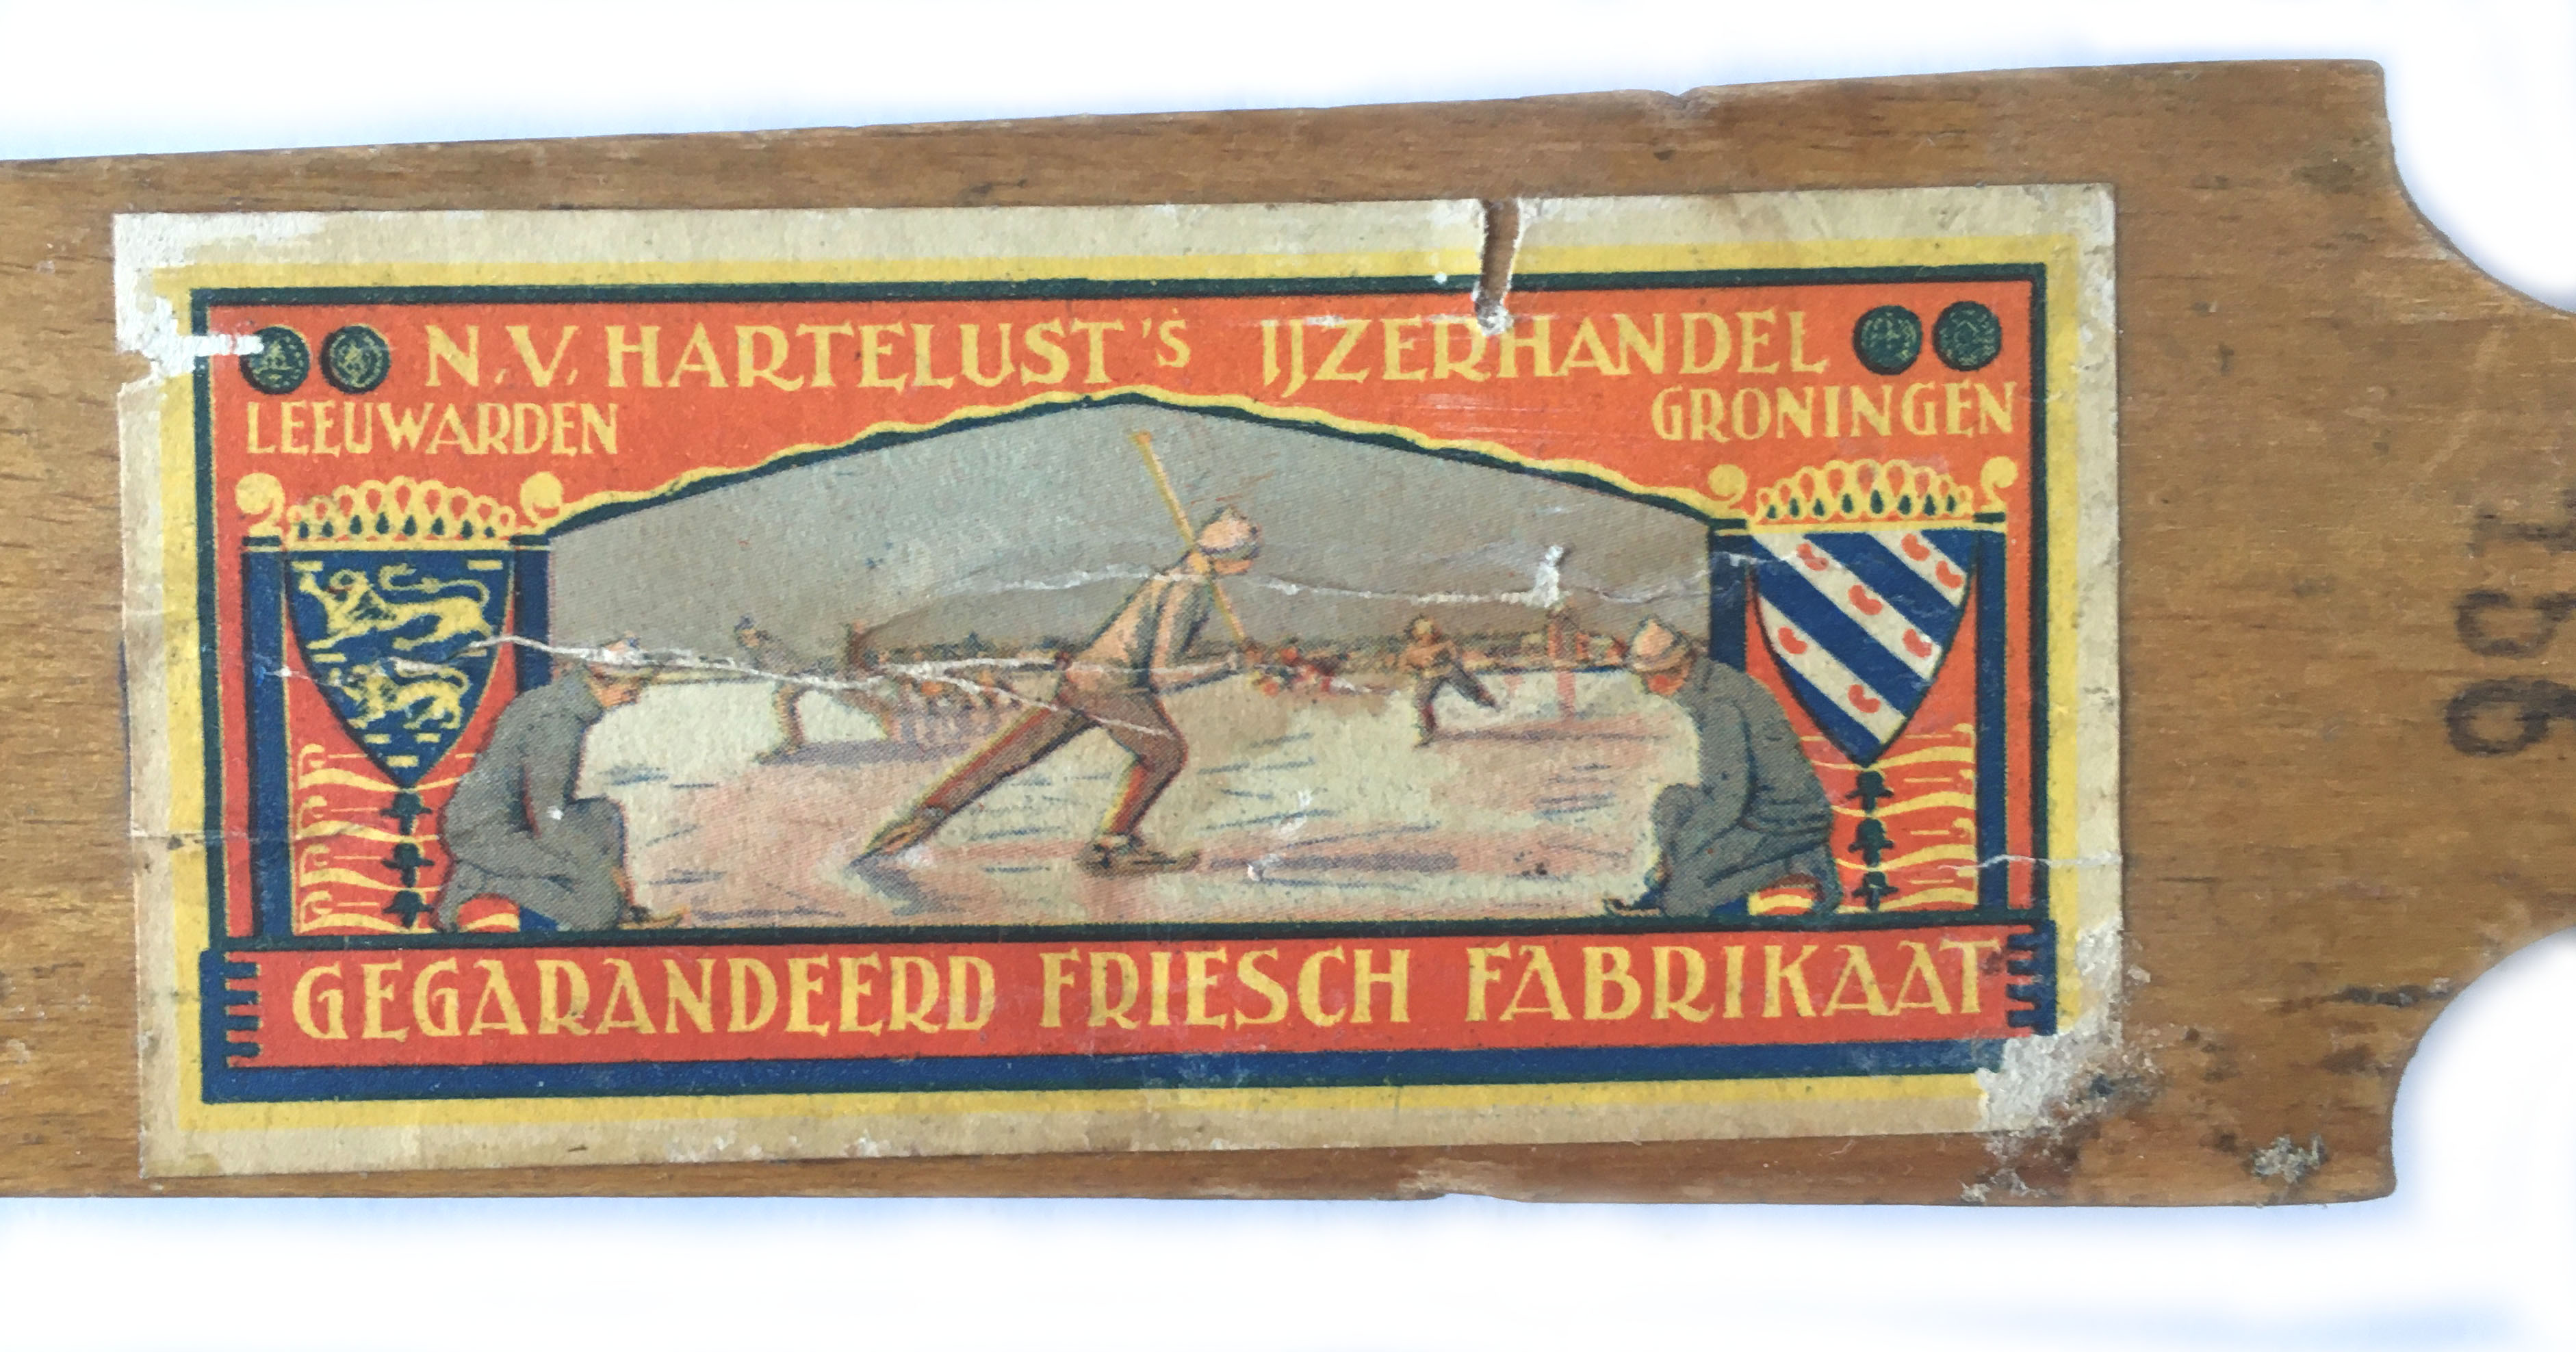 N.V. HARTELUST'S IJZERHANDEL
LEEUWARDEN
GRONINGEN
GEGARANDEERD FRIESCH FABRIKAAT